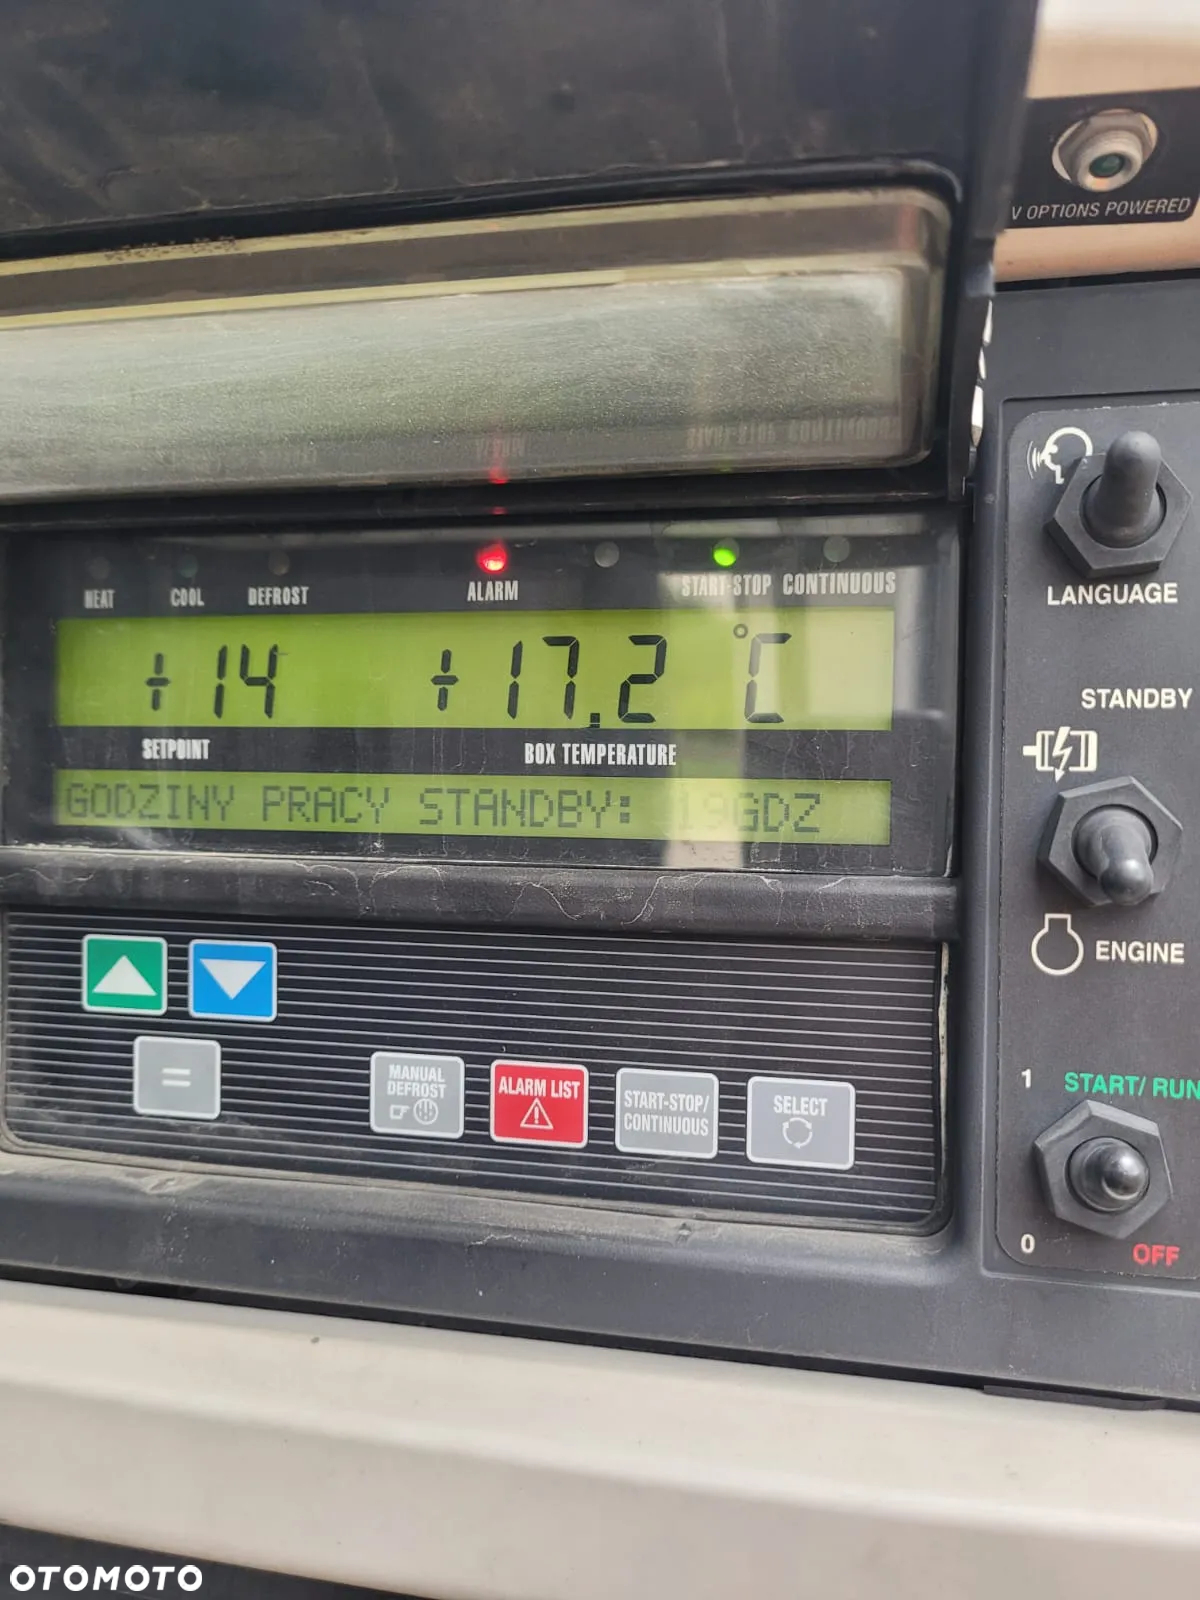 V OPTIONS POWERED
HEAT COOL DEFROST ALARM START-STOP CONTINUOUS
+14 +17.2 °C
SETPOINT BOX TEMPERATURE
GODZINY PRACY STANDBY: 19GDZ
LANGUAGE
STANDBY
ENGINE
=
MANUAL
DEFROST
ALARM LIST
START-STOP/
CONTINUOUS
SELECT
1 START/RUN
0 OFF
OTOMOTO